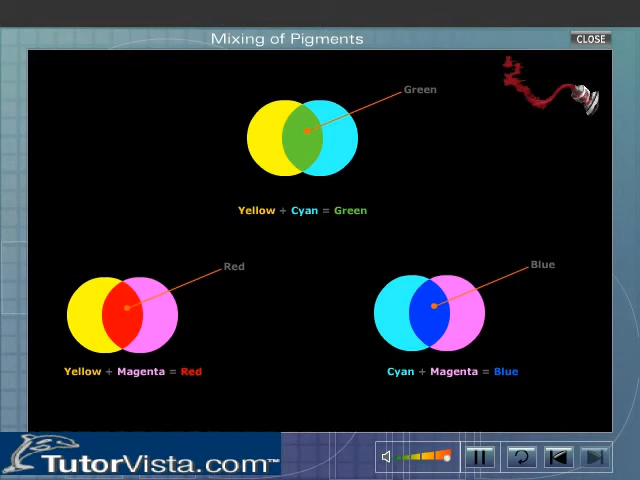 Mixing of Pigments
CLOSE
Green
Yellow + Cyan = Green
Red
Blue
Yellow + Magenta = Red
Cyan + Magenta = Blue
TutorVista.com™